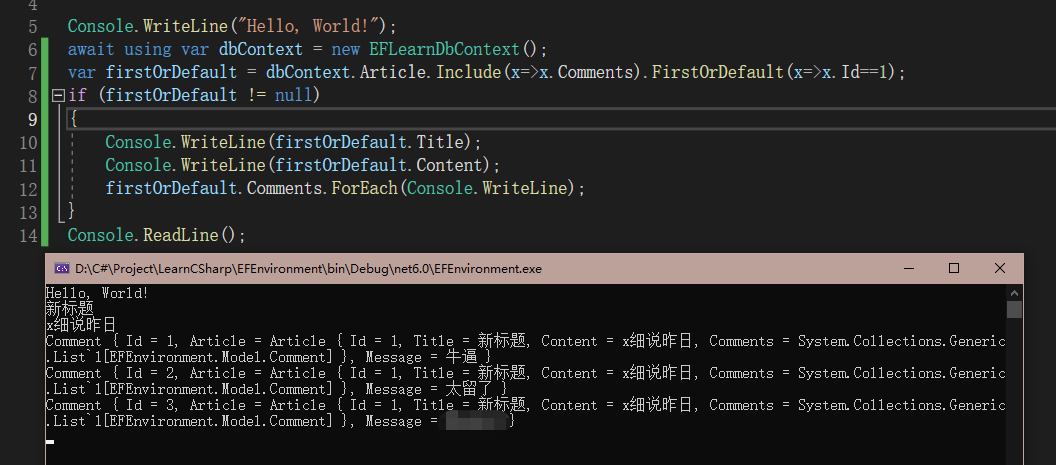 4
5 Console.WriteLine("Hello, World!");
6 await using var dbContext = new EFLearnDbContext();
7 var firstOrDefault = dbContext.Article.Include(x=>x.Comments).FirstOrDefault(x=>x.Id==1);
8 if (firstOrDefault != null)
9 {
10 Console.WriteLine(firstOrDefault.Title);
11 Console.WriteLine(firstOrDefault.Content);
12 firstOrDefault.Comments.ForEach(Console.WriteLine);
13 }
14 Console.ReadLine();
D:\C#\Project\LearnCSharp\EFEnvironment\bin\Debug\net6.0\EFEnvironment.exe
Hello, World!
新标题
x细说昨日
Comment { Id = 1, Article = Article { Id = 1, Title = 新标题, Content = x细说昨日, Comments = System.Collections.Generic
.List`1[EFEnvironment.Model.Comment] }, Message = 牛逼 }
Comment { Id = 2, Article = Article { Id = 1, Title = 新标题, Content = x细说昨日, Comments = System.Collections.Generic
.List`1[EFEnvironment.Model.Comment] }, Message = 太留了 }
Comment { Id = 3, Article = Article { Id = 1, Title = 新标题, Content = x细说昨日, Comments = System.Collections.Generic
.List`1[EFEnvironment.Model.Comment] }, Message = }